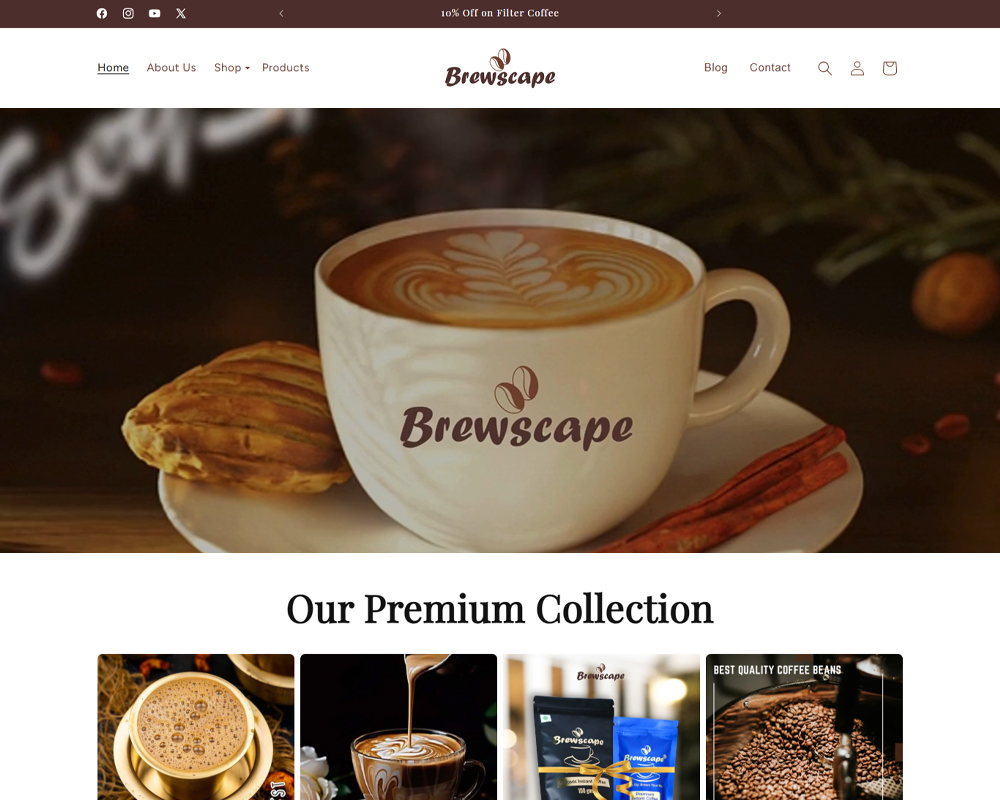 10% Off on Filter Coffee
Home
About Us
Shop
Products
Brewscape
Blog
Contact
Brewscape
Our Premium Collection
Brewscape
Brewscape
Brewscape
BEST QUALITY COFFEE BEANS